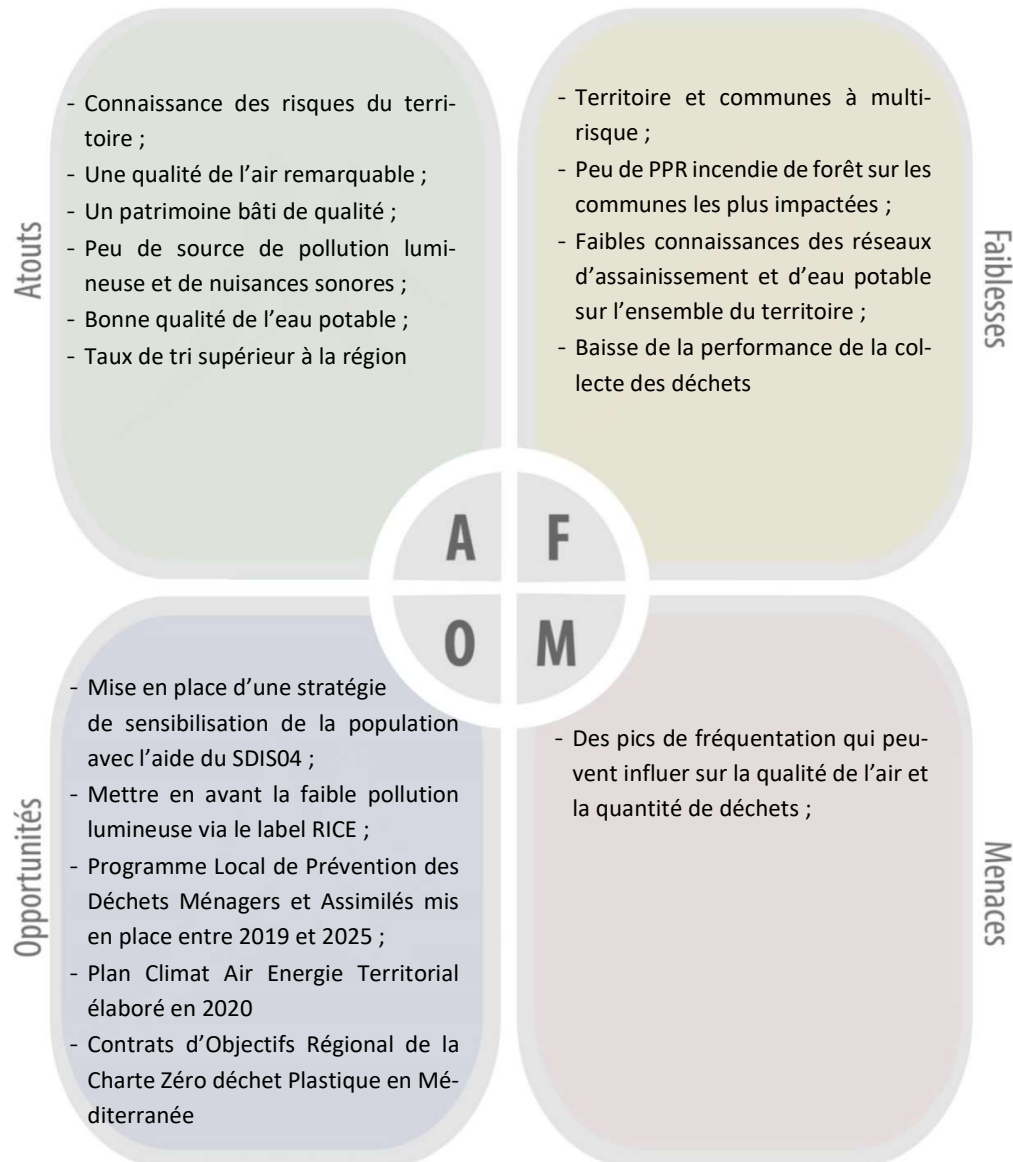 Atouts
- Connaissance des risques du terri-
toire ;
- Une qualité de l’air remarquable ;
- Un patrimoine bâti de qualité ;
- Peu de source de pollution lumi-
neuse et de nuisances sonores ;
- Bonne qualité de l’eau potable ;
- Taux de tri supérieur à la région
Faiblesses
- Territoire et communes à multi-
risque ;
- Peu de PPR incendie de forêt sur les
communes les plus impactées ;
- Faibles connaissances des réseaux
d’assainissement et d’eau potable
sur l’ensemble du territoire ;
- Baisse de la performance de la col-
lecte des déchets
A F
O M
Opportunités
- Mise en place d’une stratégie
de sensibilisation de la population
avec l’aide du SDIS04 ;
- Mettre en avant la faible pollution
lumineuse via le label RICE ;
- Programme Local de Prévention des
Déchets Ménagers et Assimilés mis
en place entre 2019 et 2025 ;
- Plan Climat Air Energie Territorial
élaboré en 2020
- Contrats d’Objectifs Régional de la
Charte Zéro déchet Plastique en Mé-
diterranée
Menaces
- Des pics de fréquentation qui peu-
vent influer sur la qualité de l’air et
la quantité de déchets ;